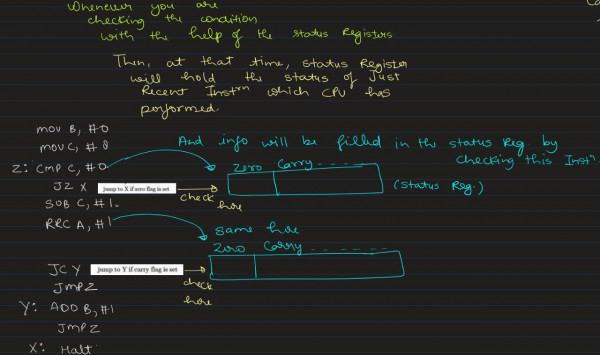 Whenever you are
checking the condition
with the help of the status Registers
Then, at that time, status Register
will hold the status of Just
Recent Instrn which CPU has
performed.
mov B, #0
mov C, #8
And info will be filled in the status Reg. by
checking this Instn
Z: CMP C, #0
zero Carry - - - - -
JZ X jump to X if zero flag is set check here
(Status Reg.)
SUB C, #1.
RRC A, #1
same here
zero Carry - - - - - -
JC Y jump to Y if carry flag is set check here
JMP Z
Y: ADD B, #1
JMP Z
X: Halt